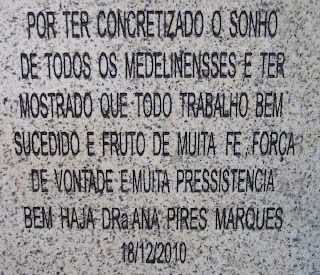 POR TER CONCRETIZADO O SONHO
DE TODOS OS MEDELINENSSES E TER
MOSTRADO QUE TODO TRABALHO BEM
SUCEDIDO E FRUTO DE MUITA FE , FORÇA
DE VONTADE E MUITA PRESSISTENCIA
BEM HAJA DRa ANA PIRES MARQUES
18/12/2010